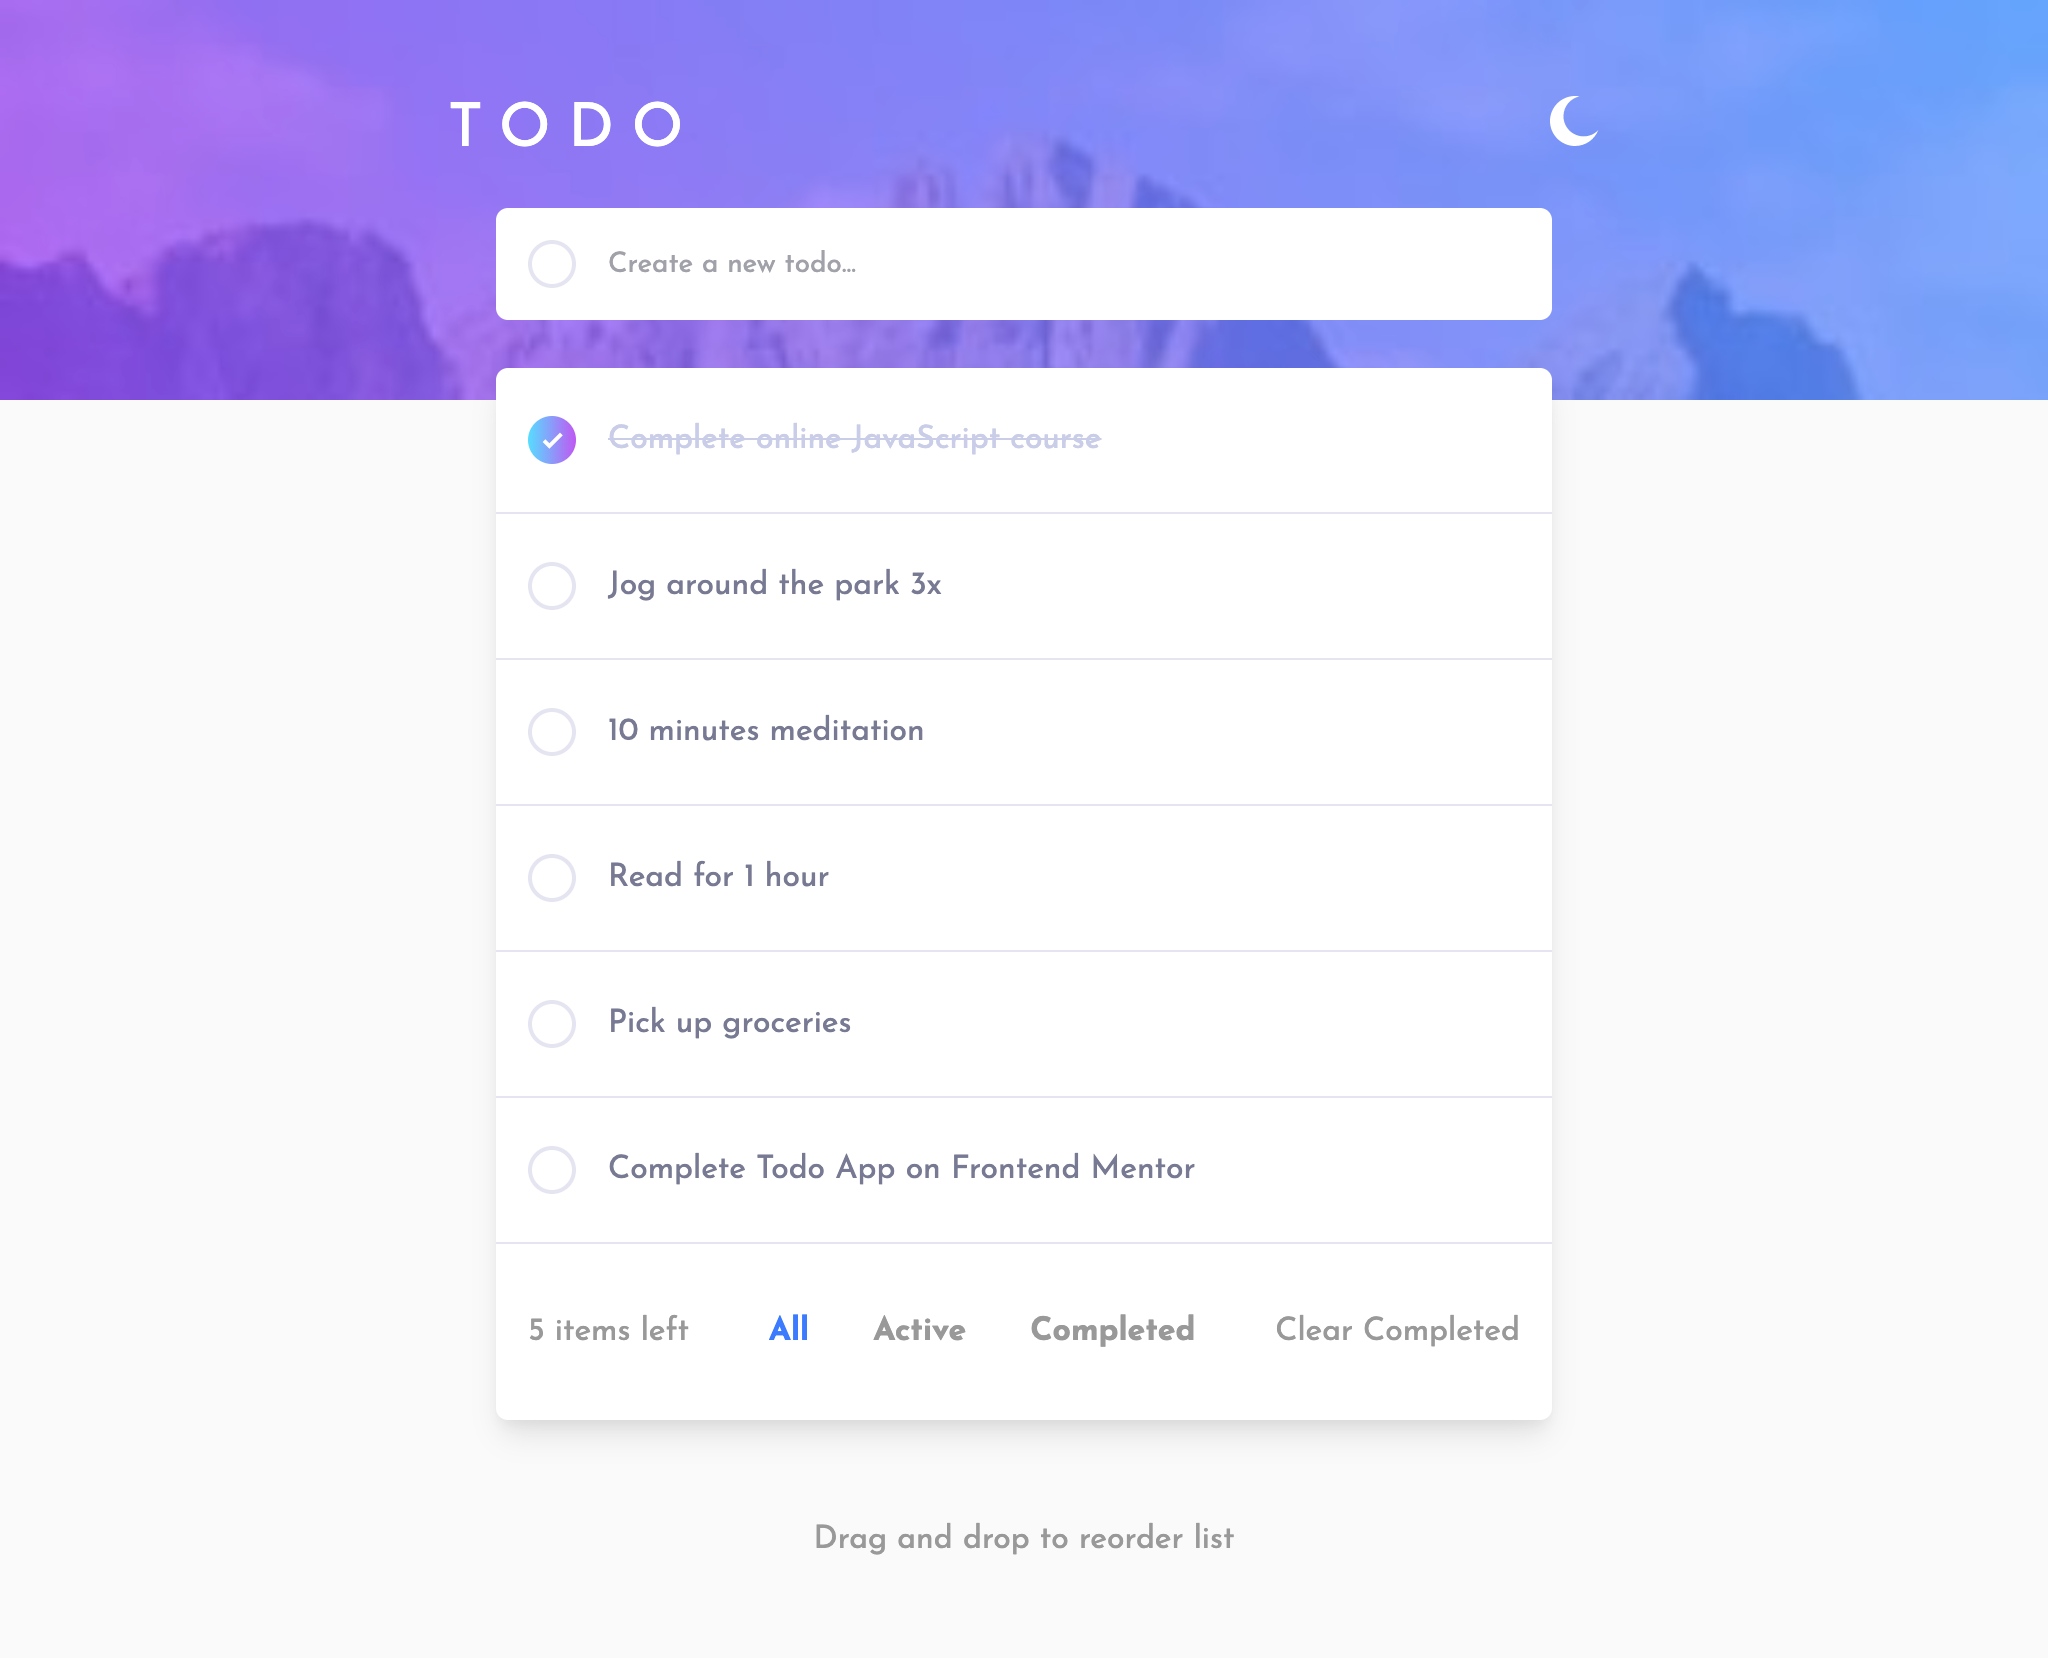 TODO
Create a new todo...
Complete online JavaScript course
Jog around the park 3x
10 minutes meditation
Read for 1 hour
Pick up groceries
Complete Todo App on Frontend Mentor
5 items left All Active Completed Clear Completed
Drag and drop to reorder list